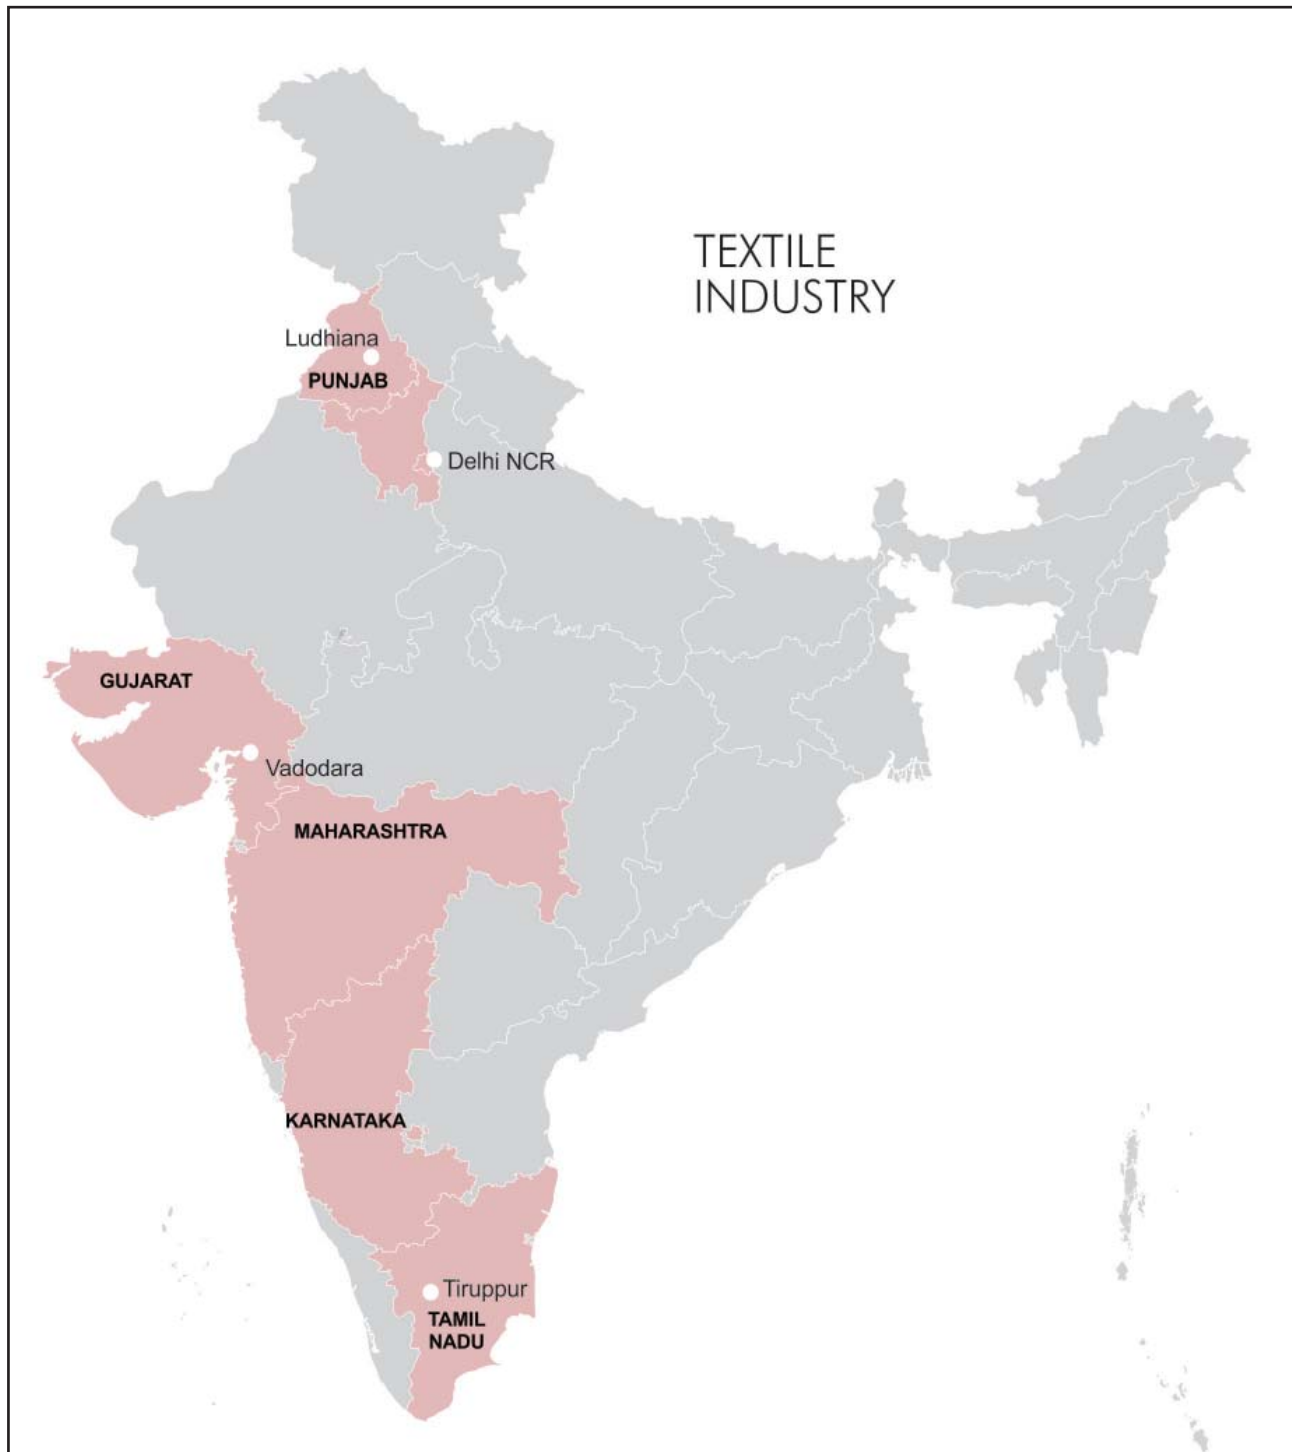 TEXTILE
INDUSTRY
Ludhiana
PUNJAB
Delhi NCR
GUJARAT
Vadodara
MAHARASHTRA
KARNATAKA
Tiruppur
TAMIL
NADU